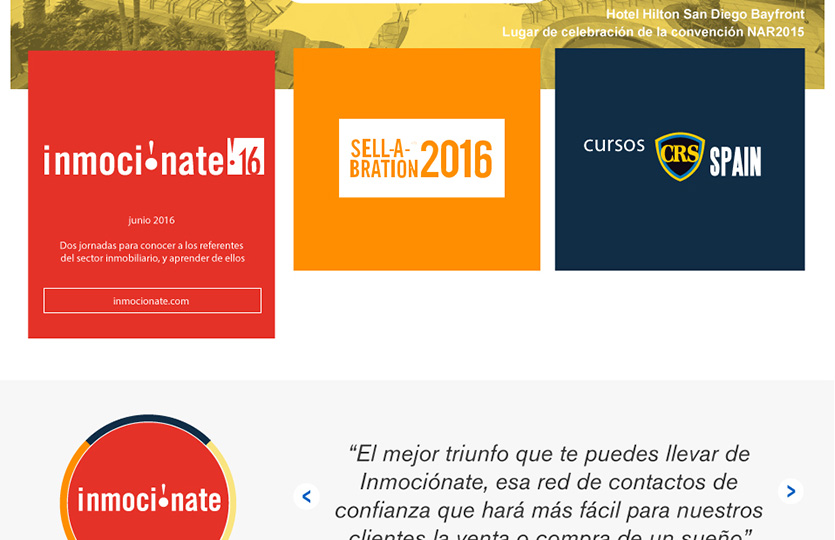 Hotel Hilton San Diego Bayfront
Lugar de celebración de la convención NAR2015
inmoci!nate !16
junio 2016
Dos jornadas para conocer a los referentes
del sector inmobiliario, y aprender de ellos
inmocionate.com
SELL-A-
BRATION 2016
cursos CRS SPAIN
inmoci!nate
“El mejor triunfo que te puedes llevar de
Inmociónate, esa red de contactos de
confianza que hará más fácil para nuestros
clientes la venta o compra de un sueño”